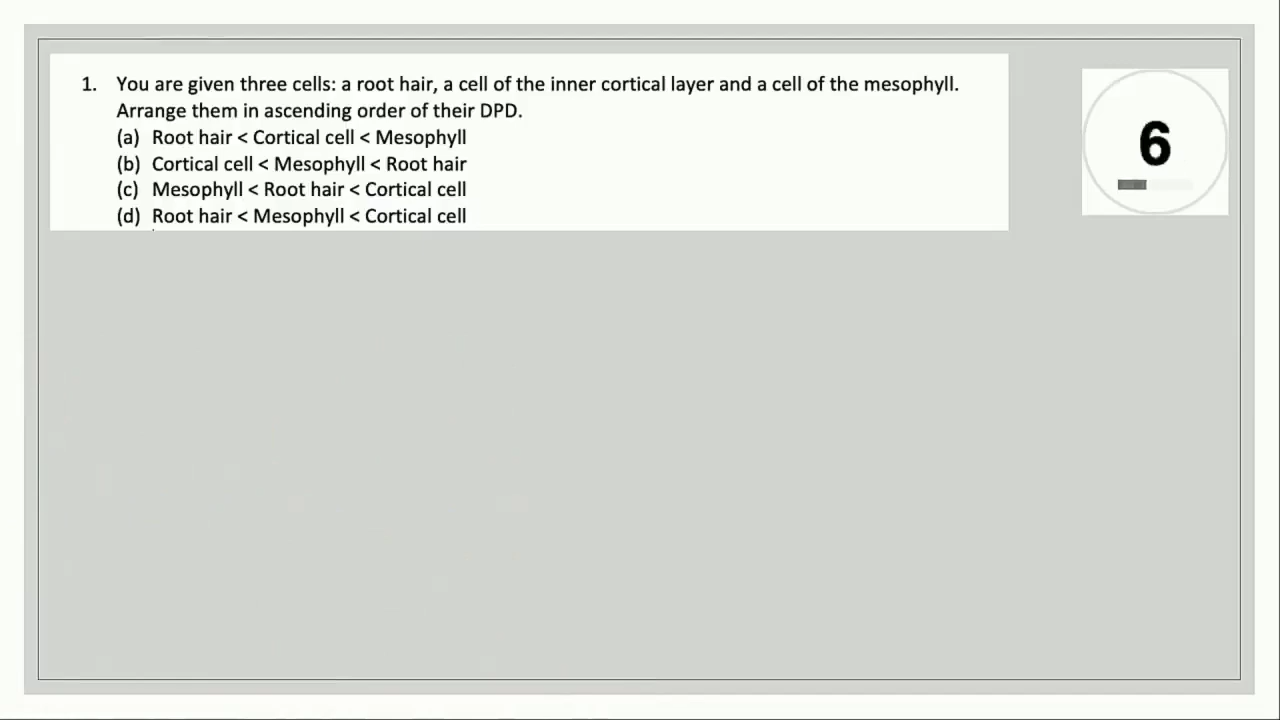 1. You are given three cells: a root hair, a cell of the inner cortical layer and a cell of the mesophyll.
Arrange them in ascending order of their DPD.
(a) Root hair < Cortical cell < Mesophyll
(b) Cortical cell < Mesophyll < Root hair
(c) Mesophyll < Root hair < Cortical cell
(d) Root hair < Mesophyll < Cortical cell
6